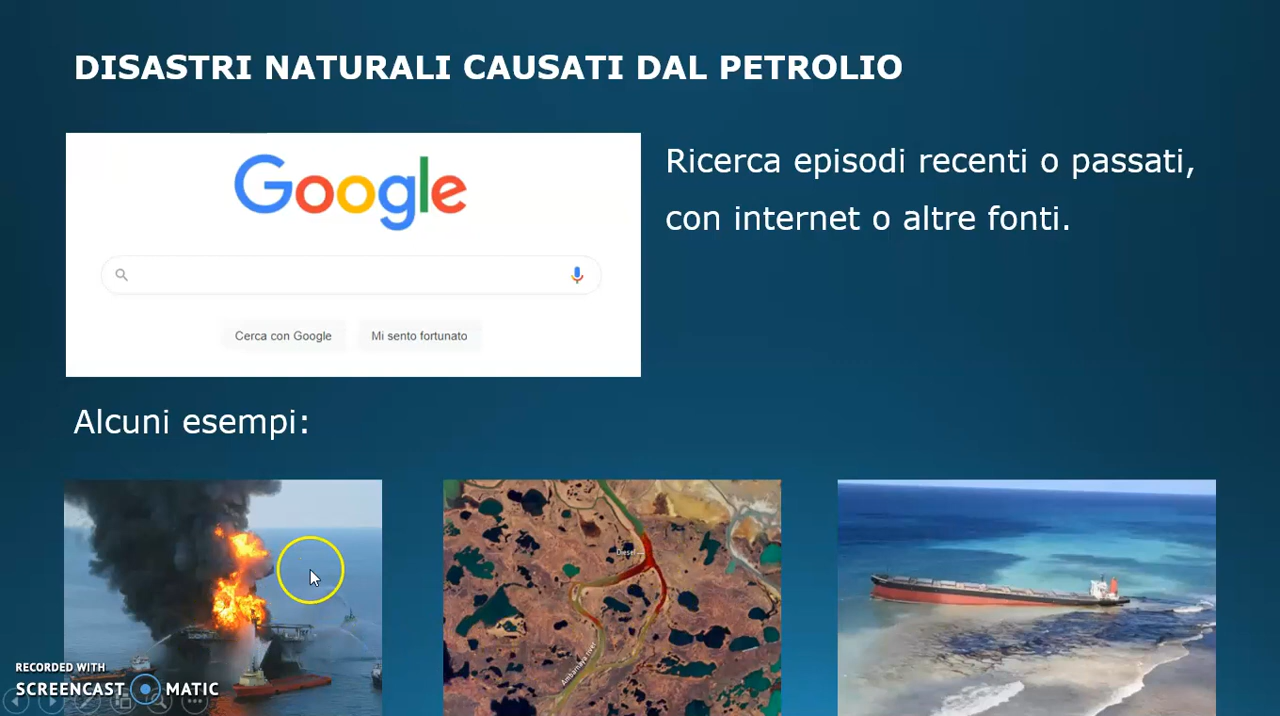 DISASTRI NATURALI CAUSATI DAL PETROLIO
Google
Cerca con Google
Mi sento fortunato
Ricerca episodi recenti o passati,
con internet o altre fonti.
Alcuni esempi:
Diesel
RECORDED WITH
SCREENCAST MATIC